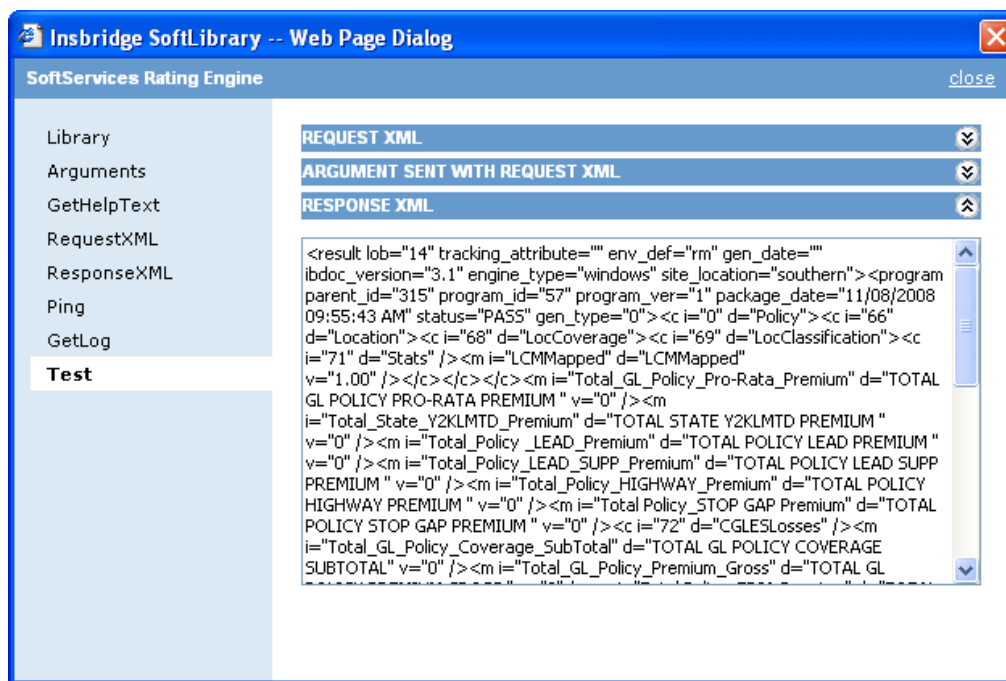 Insbridge SoftLibrary -- Web Page Dialog
SoftServices Rating Engine
close
Library
Arguments
GetHelpText
RequestXML
ResponseXML
Ping
GetLog
Test
REQUEST XML
ARGUMENT SENT WITH REQUEST XML
RESPONSE XML
<result lob="14" tracking_attribute="" env_def="rm" gen_date=""
ibdoc_version="3.1" engine_type="windows" site_location="southern"><program
parent_id="315" program_id="57" program_ver="1" package_date="11/08/2008
09:55:43 AM" status="PASS" gen_type="0"><c i="0" d="Policy"><c i="66"
d="Location"><c i="68" d="LocCoverage"><c i="69" d="LocClassification"><c
i="71" d="Stats" /><m i="LCMMapped" d="LCMMapped"
v="1.00" /></c></c></c><m i="Total_GL_Policy_Pro-Rata_Premium" d="TOTAL
GL POLICY PRO-RATA PREMIUM " v="0" /><m
i="Total_State_Y2KLMTD_Premium" d="TOTAL STATE Y2KLMTD PREMIUM "
v="0" /><m i="Total_Policy _LEAD_Premium" d="TOTAL POLICY LEAD PREMIUM "
v="0" /><m i="Total_Policy_LEAD_SUPP_Premium" d="TOTAL POLICY LEAD SUPP
PREMIUM " v="0" /><m i="Total_Policy_HIGHWAY_Premium" d="TOTAL POLICY
HIGHWAY PREMIUM " v="0" /><m i="Total Policy_STOP GAP Premium" d="TOTAL
POLICY STOP GAP PREMIUM " v="0" /><c i="72" d="CGLESLosses" /><m
i="Total_GL_Policy_Coverage_SubTotal" d="TOTAL GL POLICY COVERAGE
SUBTOTAL" v="0" /><m i="Total_GL_Policy_Premium_Gross" d="TOTAL GL